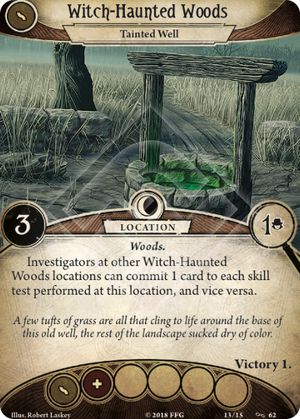 Witch-Haunted Woods
Tainted Well
3
1
LOCATION
Woods.
Investigators at other Witch-Haunted
Woods locations can commit 1 card to each skill
test performed at this location, and vice versa.
A few tufts of grass are all that cling to life around the base of
this old well, the rest of the landscape sucked dry of color.
Victory 1.
Illus. Robert Laskey
© 2018 FFG
13/15
62